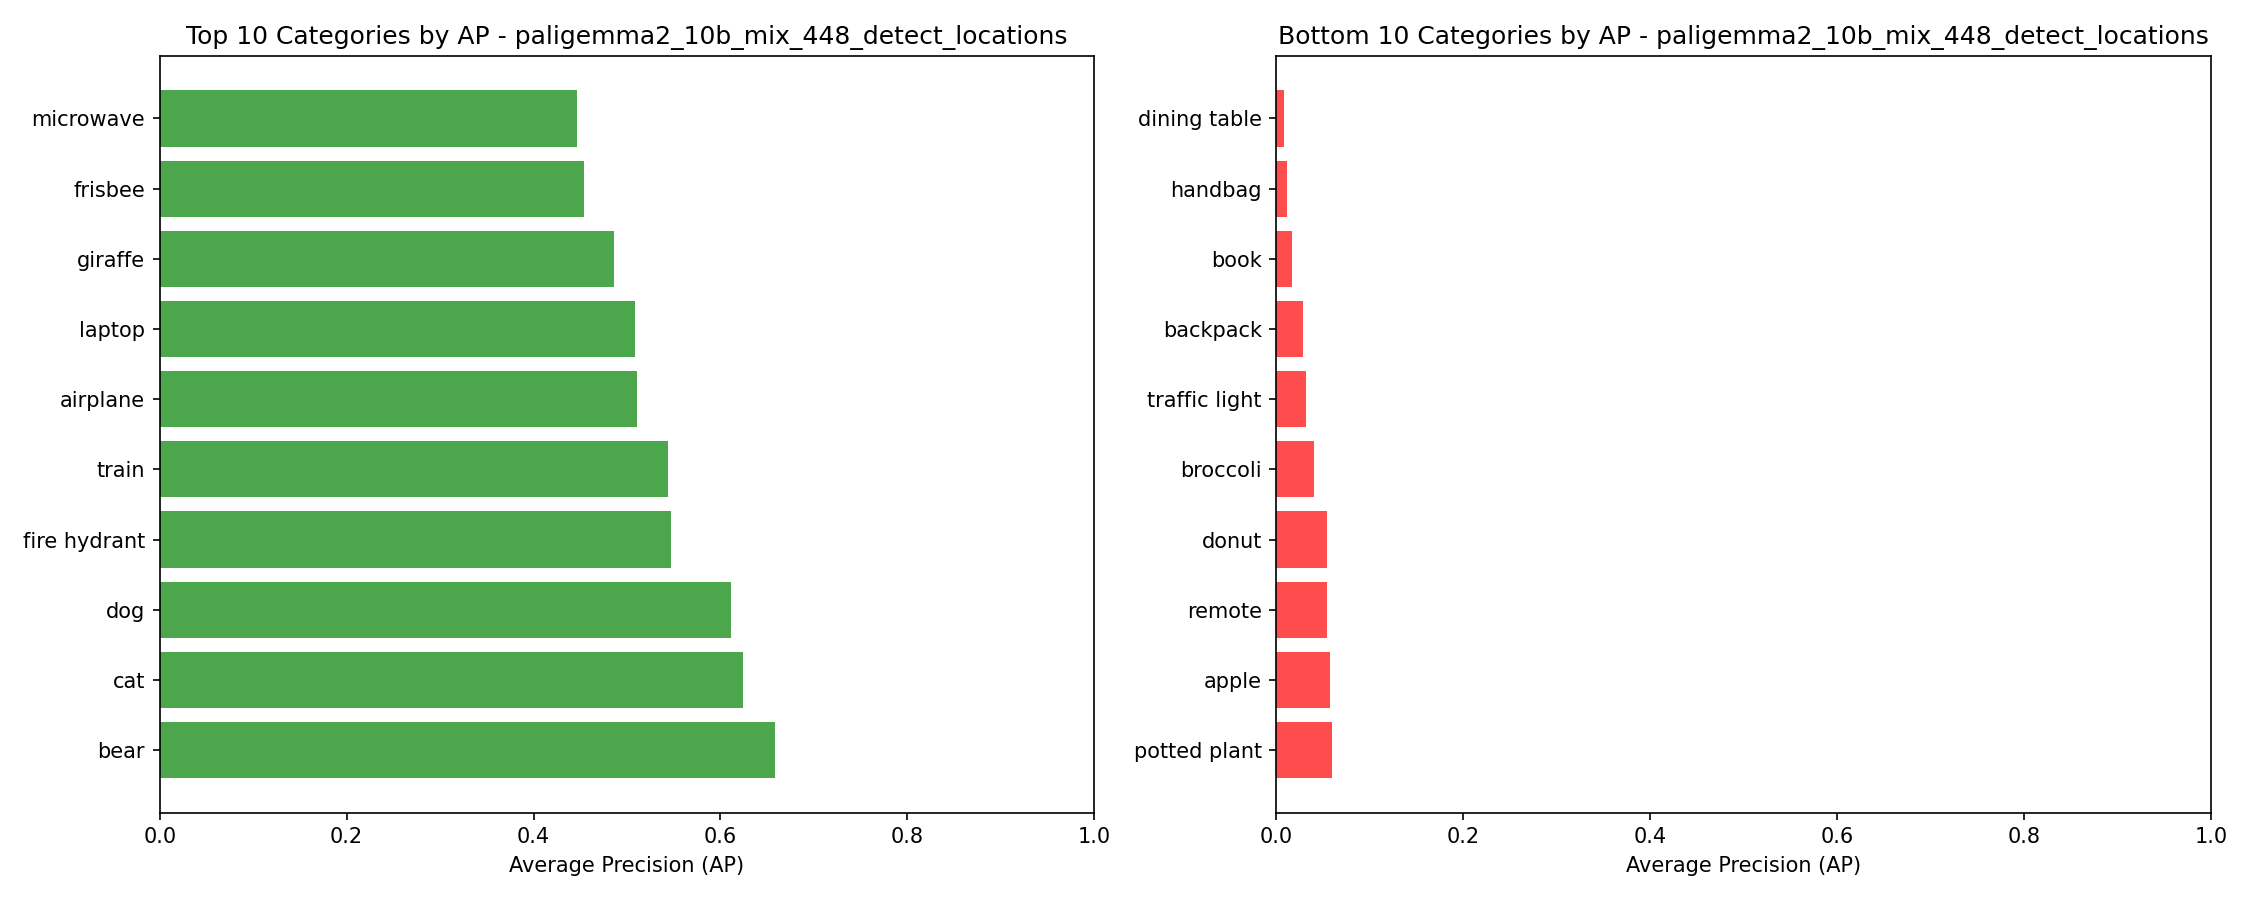 Top 10 Categories by AP - paligemma2_10b_mix_448_detect_locations
microwave
frisbee
giraffe
laptop
airplane
train
fire hydrant
dog
cat
bear
0.0 0.2 0.4 0.6 0.8 1.0
Average Precision (AP)
Bottom 10 Categories by AP - paligemma2_10b_mix_448_detect_locations
dining table
handbag
book
backpack
traffic light
broccoli
donut
remote
apple
potted plant
0.0 0.2 0.4 0.6 0.8 1.0
Average Precision (AP)